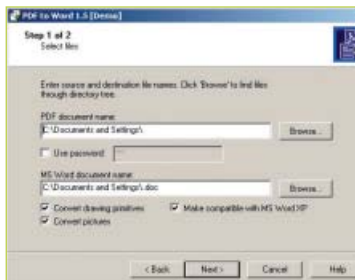 PDF to Word 1.5 [Demo]
Step 1 of 2
Select files
Enter source and destination file names. Click 'Browse' to find files
through directory tree.
PDF document name:
C:\Documents and Settings\
Browse...
Use password:
MS Word document name:
C:\Documents and Settings\.doc
Browse...
Convert drawing primitives
Make compatible with MS Word XP
Convert pictures
< Back
Next >
Cancel
Help